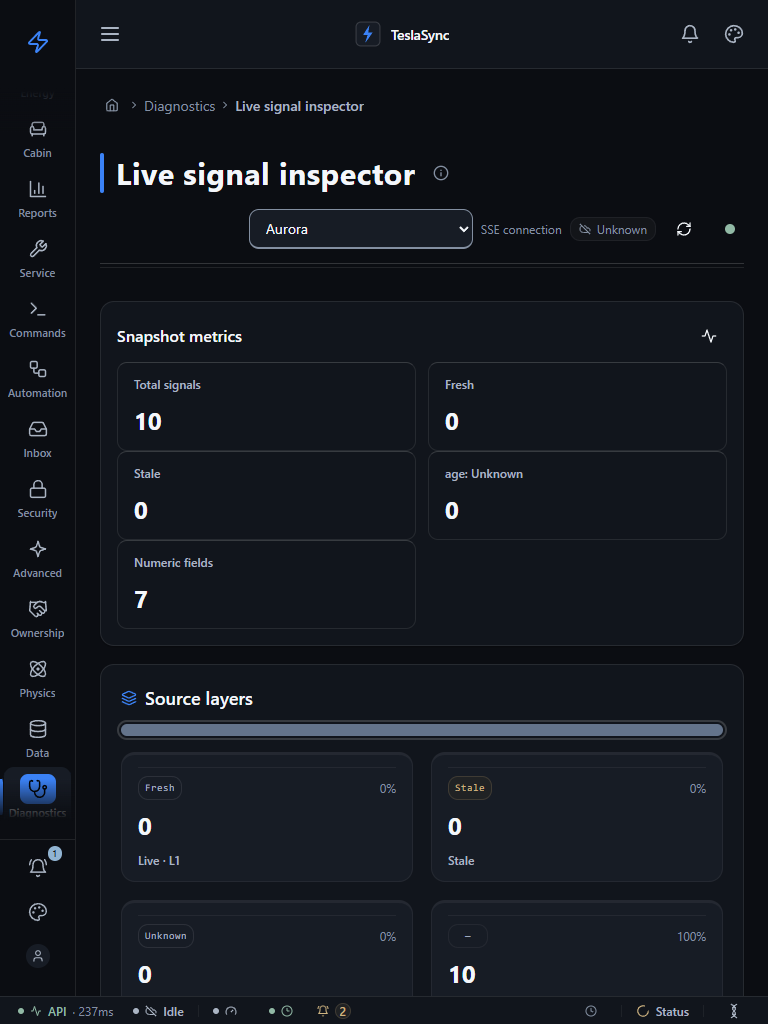 TeslaSync
Diagnostics
Live signal inspector
Energy
Cabin
Reports
Service
Commands
Automation
Inbox
Security
Advanced
Ownership
Physics
Data
Diagnostics
1
Live signal inspector
Aurora
SSE connection
Unknown
Snapshot metrics
Total signals
10
Fresh
0
Stale
0
age: Unknown
0
Numeric fields
7
Source layers
Fresh
0%
0
Live · L1
Stale
0%
0
Stale
Unknown
0%
0
–
100%
10
API · 237ms
Idle
2
Status